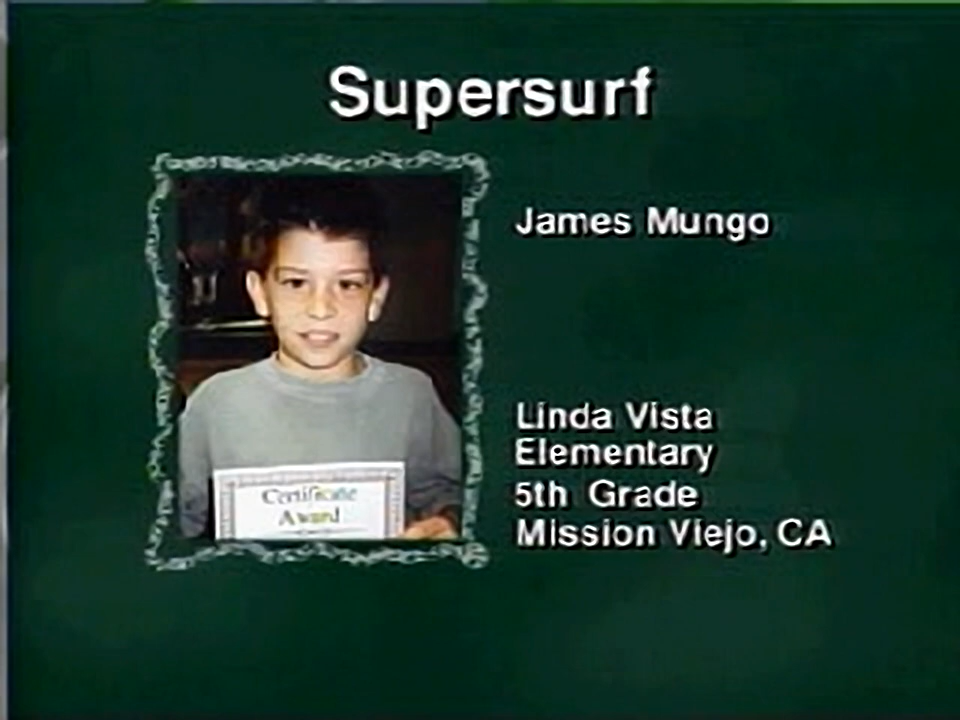 Supersurf
James Mungo
Linda Vista
Elementary
5th Grade
Mission Viejo, CA
Certificate
Award